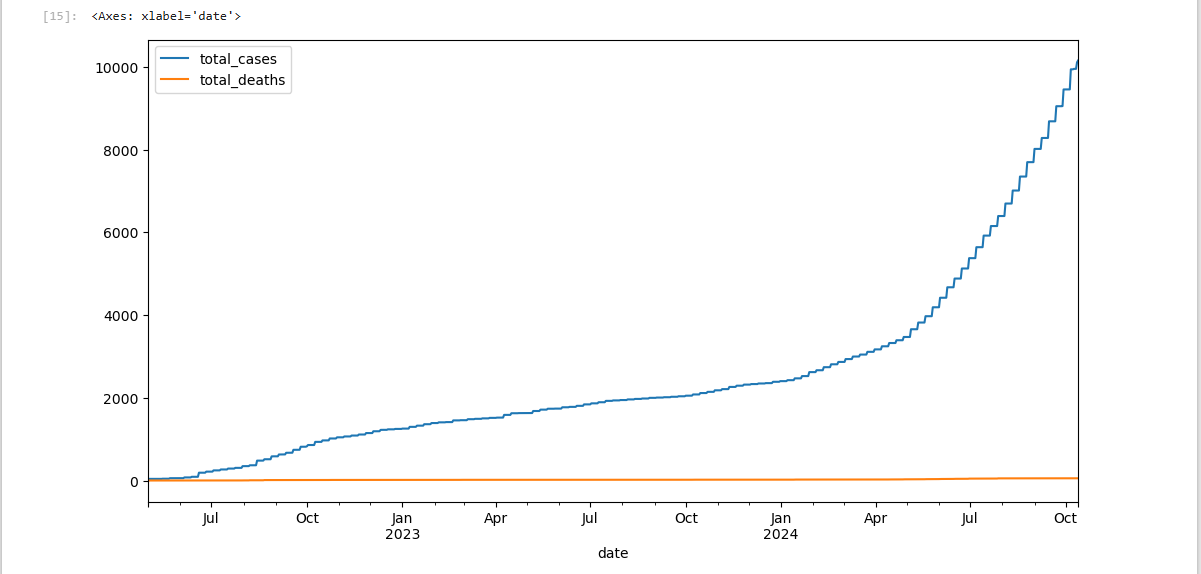 [15]: <Axes: xlabel='date'>
total_cases
total_deaths
10000
8000
6000
4000
2000
0
Jul Oct Jan Apr Jul Oct Jan Apr Jul Oct
2023 2024
date